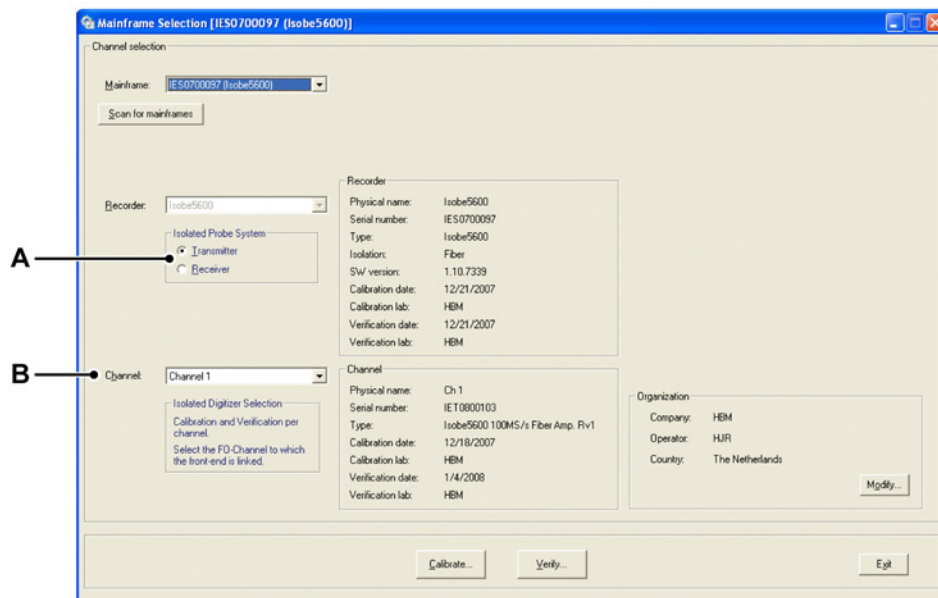 Mainframe Selection [IES0700097 (Isobe5600)]
Channel selection
Mainframe: IES0700097 (Isobe5600)
Scan for mainframes
A
Recorder: Isobe5600
Isolated Probe System
Transmitter
Receiver
Recorder
Physical name: Isobe5600
Serial number: IES0700097
Type: Isobe5600
Isolation: Fiber
SW version: 1.10.7339
Calibration date: 12/21/2007
Calibration lab: HBM
Verification date: 12/21/2007
Verification lab: HBM
B
Channel: Channel 1
Isolated Digitizer Selection
Calibration and Verification per
channel.
Select the FO-Channel to which
the front-end is linked.
Channel
Physical name: Ch 1
Serial number: IET0800103
Type: Isobe5600 100MS/s Fiber Amp. Rv1
Calibration date: 12/18/2007
Calibration lab: HBM
Verification date: 1/4/2008
Verification lab: HBM
Organization
Company: HBM
Operator: HJR
Country: The Netherlands
Modify...
Calibrate...
Verify...
Exit